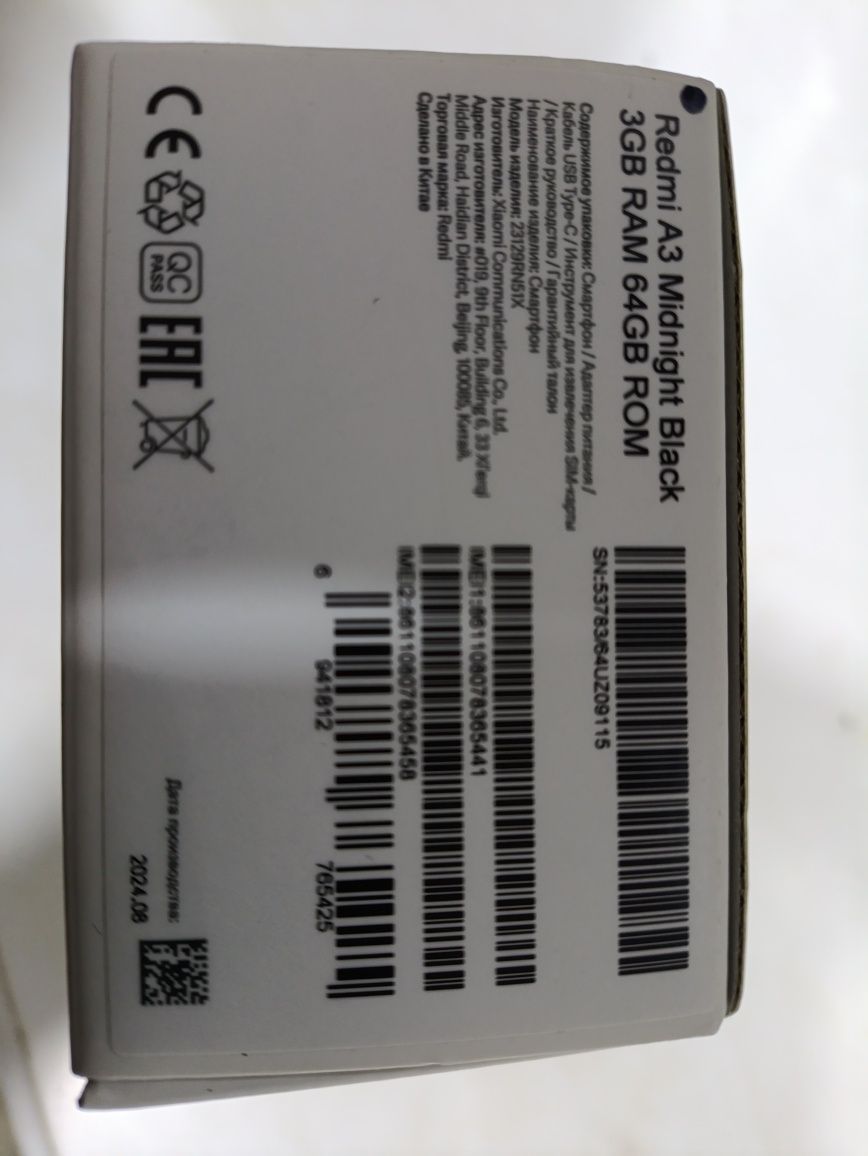 Redmi A3 Midnight Black
3GB RAM 64GB ROM
Содержимое упаковки: Смартфон / Адаптер питания /
Кабель USB Type-C / Инструмент для извлечения SIM-карты
/ Краткое руководство / Гарантийный талон
Наименование изделия: Смартфон
Модель изделия: 23129RN51X
Изготовитель: Xiaomi Communications Co., Ltd.
Адрес изготовителя: #019, 9th Floor, Building 6, 33 Xi'erqi
Middle Road, Haidian District, Beijing, 100085, Китай.
Торговая марка: Redmi
Сделано в Китае
SN:53783/64UZ09115
IMEI1:861108078365441
IMEI2:861108078365458
6 941812 765425
CE
QC
PASS
EAC
Дата производства:
2024.08